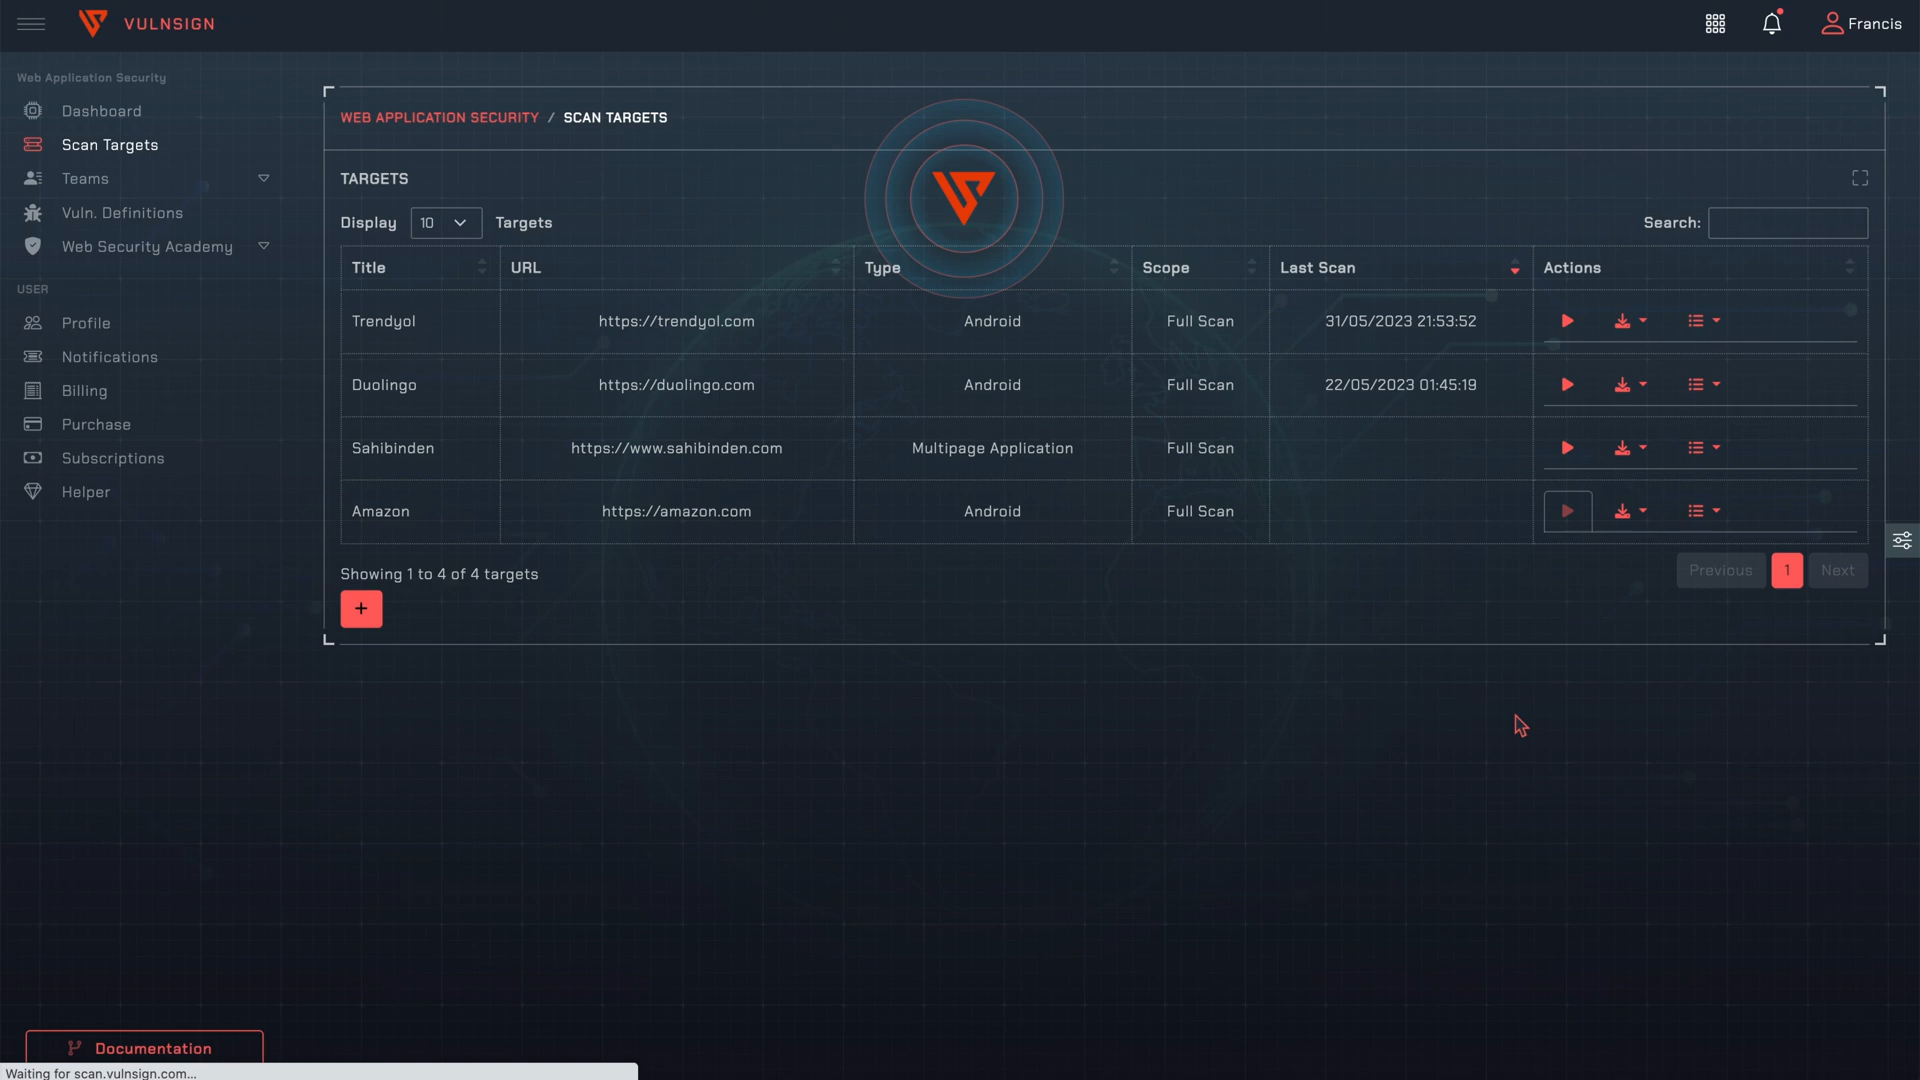 VULNSIGN
Francis
Web Application Security
Dashboard
Scan Targets
Teams
Vuln. Definitions
Web Security Academy
USER
Profile
Notifications
Billing
Purchase
Subscriptions
Helper
Documentation
WEB APPLICATION SECURITY / SCAN TARGETS
TARGETS
Display 10 Targets
Search:
Title URL Type Scope Last Scan Actions
Trendyol https://trendyol.com Android Full Scan 31/05/2023 21:53:52
Duolingo https://duolingo.com Android Full Scan 22/05/2023 01:45:19
Sahibinden https://www.sahibinden.com Multipage Application Full Scan
Amazon https://amazon.com Android Full Scan
Showing 1 to 4 of 4 targets
Previous 1 Next
+
Waiting for scan.vulnsign.com...